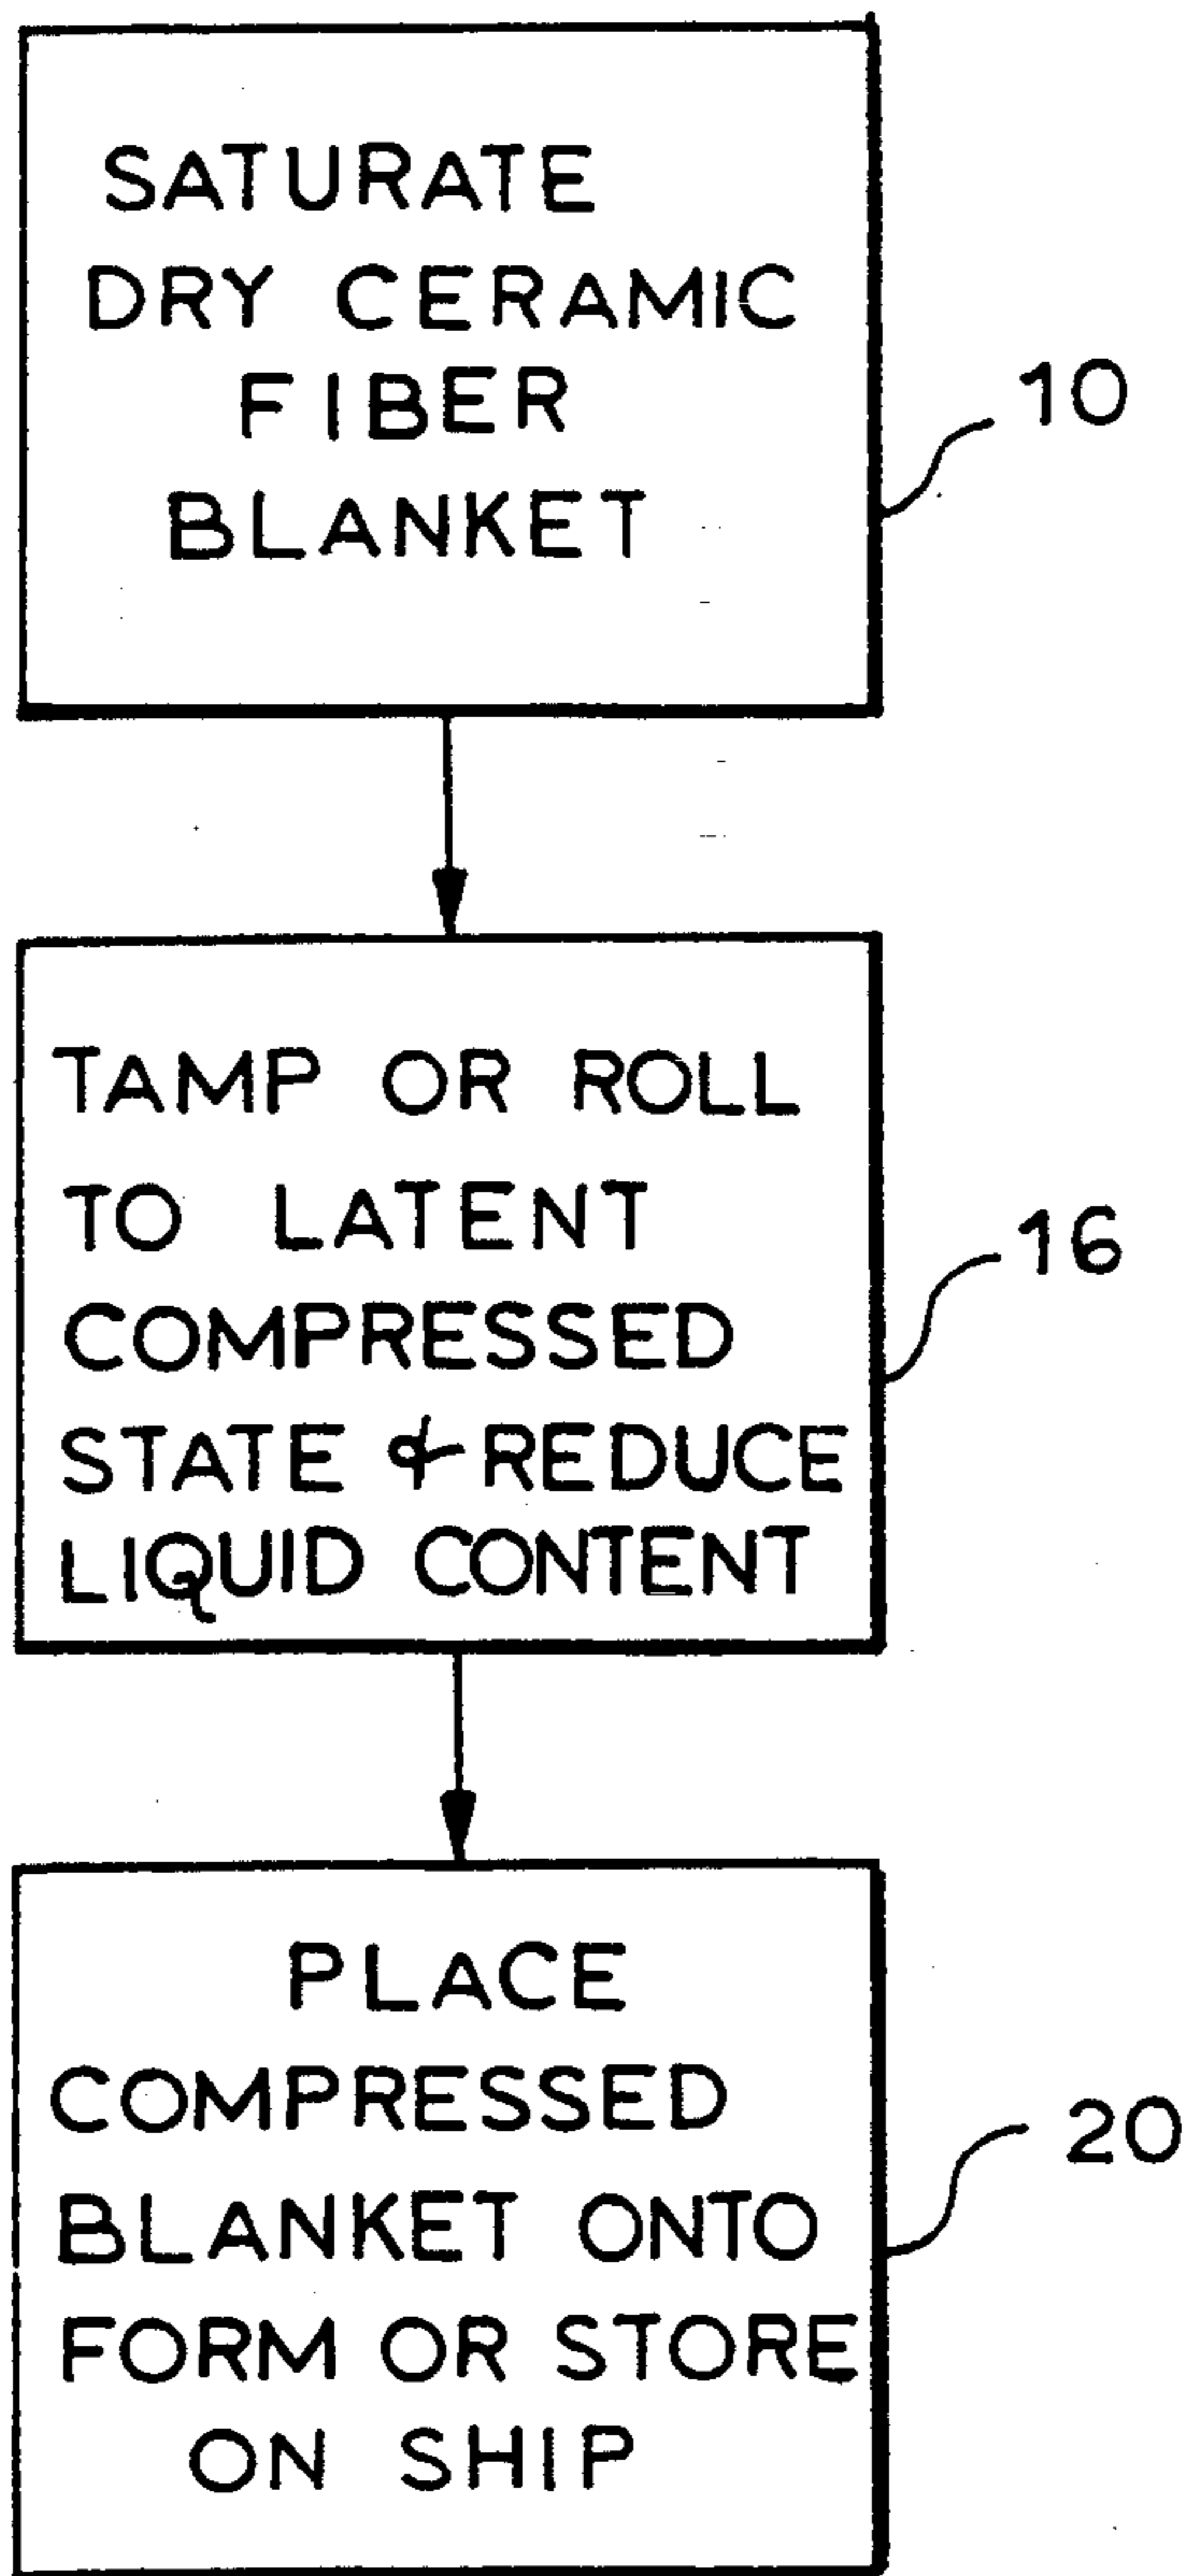 SATURATE
DRY CERAMIC
FIBER
BLANKET
10
TAMP OR ROLL
TO LATENT
COMPRESSED
STATE & REDUCE
LIQUID CONTENT
16
PLACE
COMPRESSED
BLANKET ONTO
FORM OR STORE
ON SHIP
20